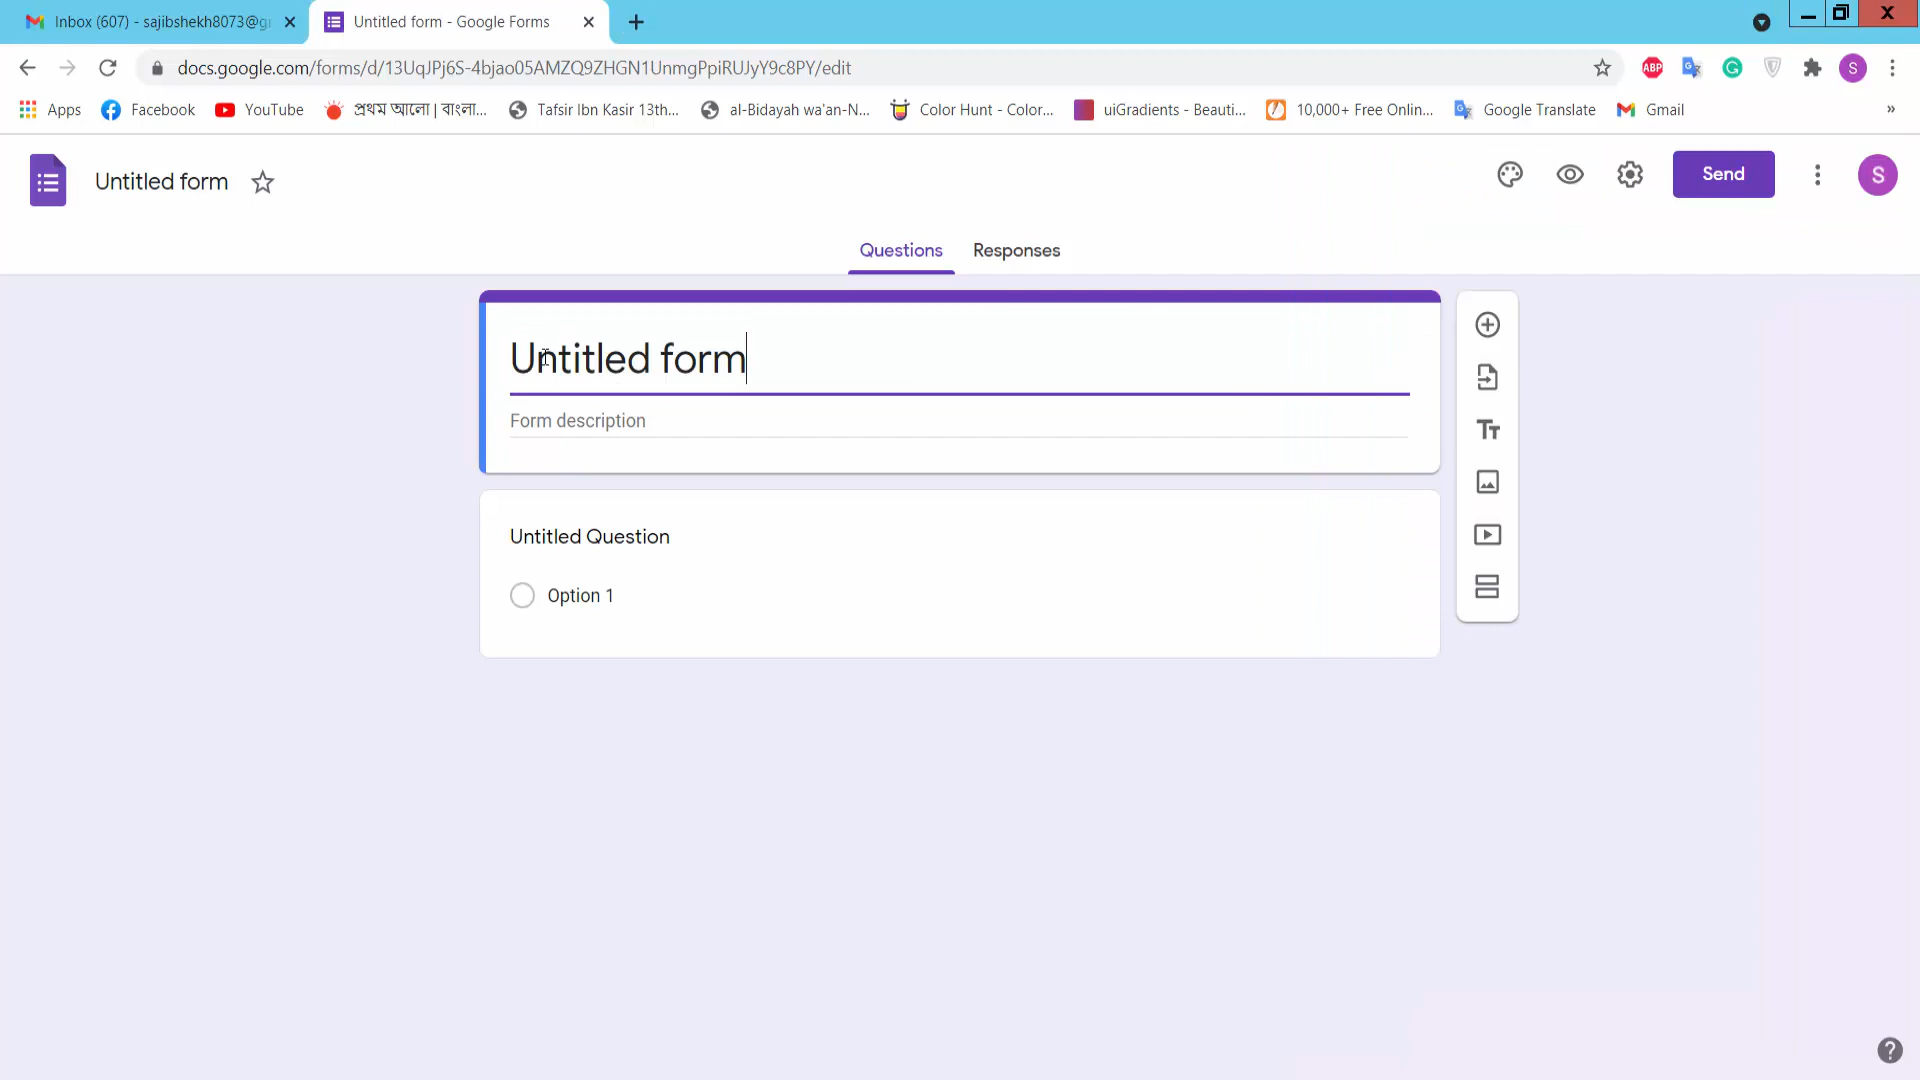 Inbox (607) - sajibshekh8073@g
Untitled form - Google Forms
docs.google.com/forms/d/13UqJPj6S-4bjao05AMZQ9ZHGN1UnmgPpiRUJyY9c8PY/edit
ABP
G
S
Apps
Facebook
YouTube
প্রথম আলো | বাংলা...
Tafsir Ibn Kasir 13th...
al-Bidayah wa'an-N...
Color Hunt - Color...
uiGradients - Beauti...
10,000+ Free Onlin...
Google Translate
Gmail
»
Untitled form
Send
S
Questions
Responses
Untitled form
Form description
Untitled Question
Option 1